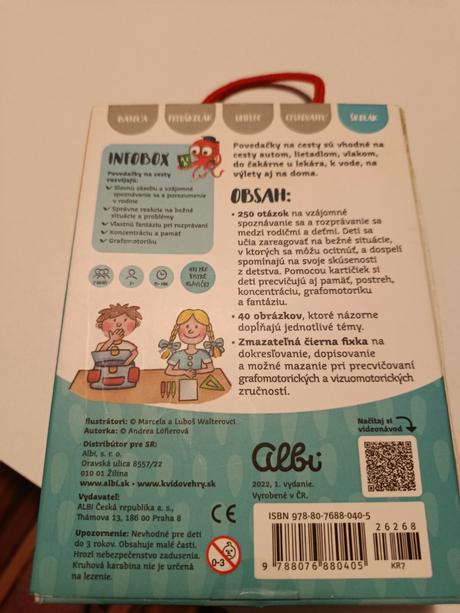 ŠKOLÁK
INFOBOX
Povedačky na cesty
rozvíjajú:
Slovnú zásobu a vzájomné
spoznávanie sa a porozumenie
v rodine
Správne reakcie na bežné
situácie a problémy
Vlastnú fantáziu pri rozprávaní
Koncentráciu a pamäť
Grafomotoriku
Povedačky na cesty sú vhodné na
cesty autom, lietadlom, vlakom,
do čakárne u lekára, k vode, na
výlety aj na doma.
OBSAH:
• 250 otázok na vzájomné
spoznávanie sa a rozprávanie sa
medzi rodičmi a deťmi. Deti sa
učia zareagovať na bežné situácie,
v ktorých sa môžu ocitnúť, a dospelí
spomínajú na svoje skúsenosti
z detstva. Pomocou kartičiek si
deti precvičujú aj pamäť, postreh,
koncentráciu, grafomotoriku
a fantáziu.
• 40 obrázkov, ktoré názorne
dopĺňajú jednotlivé témy.
• Zmazateľná čierna fixka na
dokresľovanie, dopisovanie
a možné mazanie pri precvičovaní
grafomotorických a vizuomotorických
zručností.
HRY PRE
BYSTRÉ
HLAVIČKY
Ilustrátori: © Marcela a Luboš Walterovci
Autorka: © Andrea Löflerová
Distribútor pre SR:
Albi, s. r. o.
Oravská ulica 8557/22
010 01 Žilina
www.albi.sk • www.kvidovehry.sk
Vydavateľ:
ALBI Česká republika a. s.,
Thámova 13, 186 00 Praha 8
Upozornenie: Nevhodné pre deti
do 3 rokov. Obsahuje malé časti.
Hrozí nebezpečenstvo zadusenia.
Kruhová karabína nie je určená
na lezenie.
CE
0-3
Albi
2022, 1. vydanie.
Vyrobené v ČR.
Načítaj si
videonávod
ISBN 978-80-7688-040-5
26268
9 788076 880405
KR7